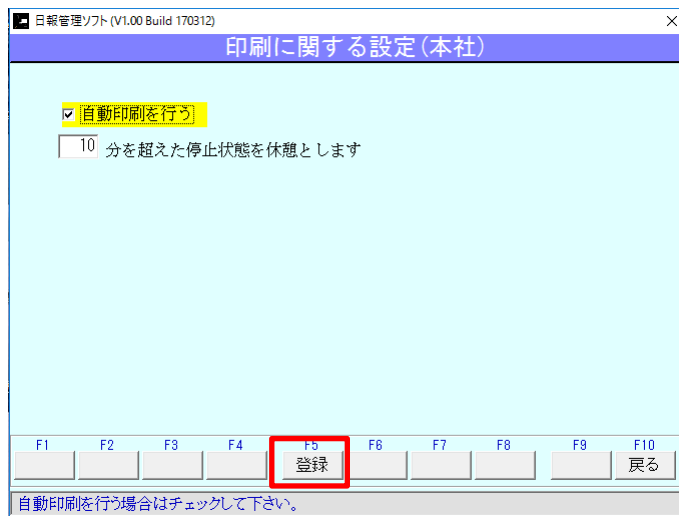 日報管理ソフト (V1.00 Build 170312)
印刷に関する設定(本社)
自動印刷を行う
10 分を超えた停止状態を休憩とします
F1 F2 F3 F4 F5 F6 F7 F8 F9 F10
登録 戻る
自動印刷を行う場合はチェックして下さい。